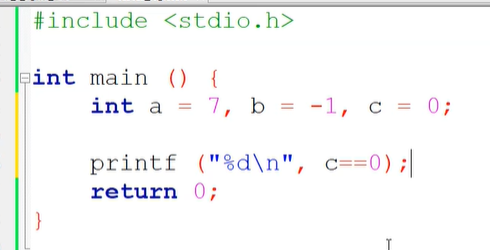 #include <stdio.h>
int main () {
int a = 7, b = -1, c = 0;
printf ("%d\n", c==0);
return 0;
}